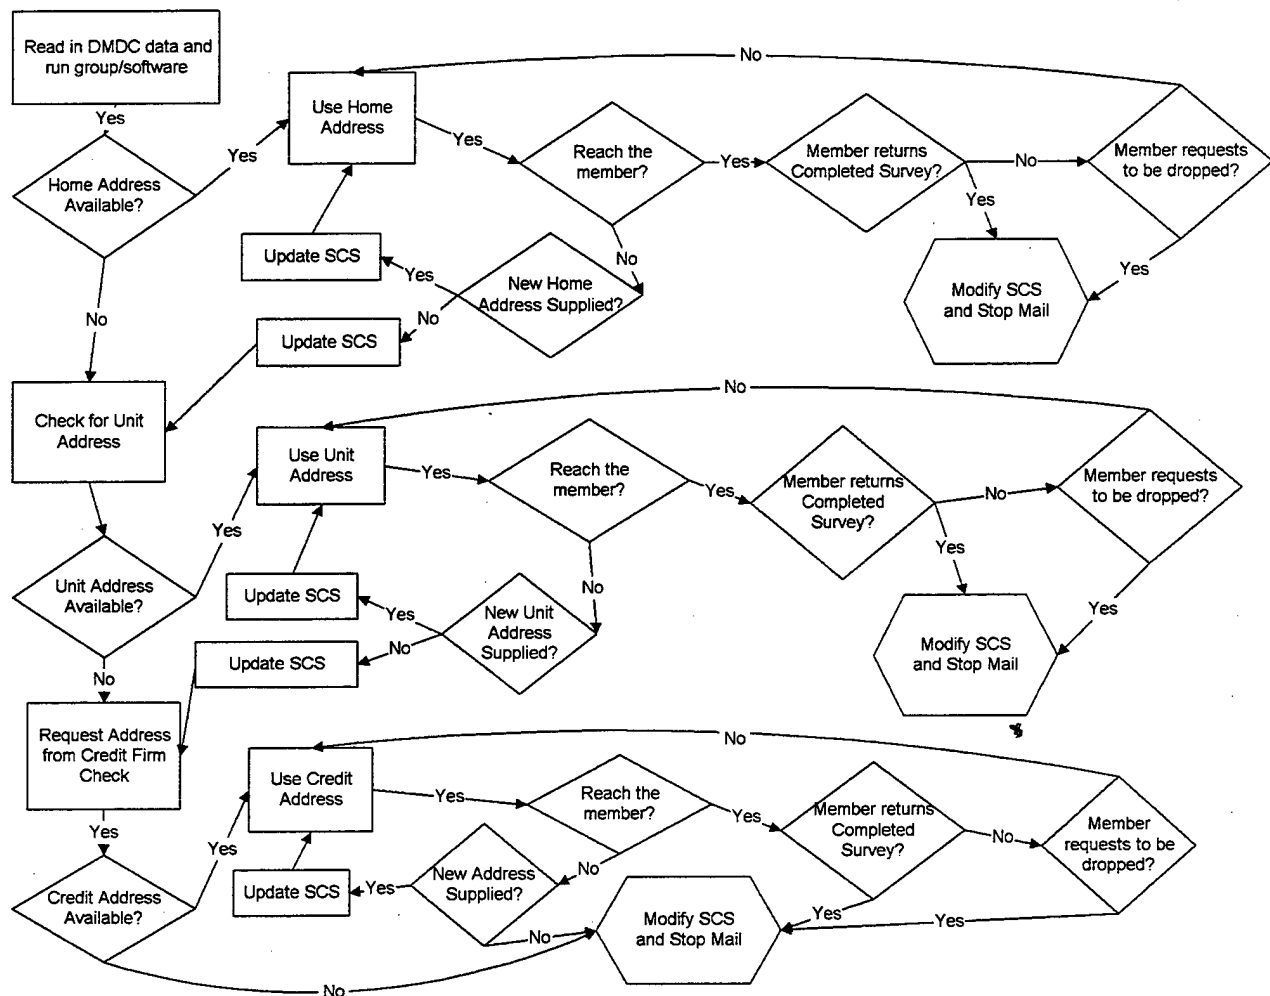 Read in DMDC data and
run group/software
Yes
Home Address
Available?
Yes
No
Use Home
Address
Yes
Reach the
member?
Yes
Member returns
Completed Survey?
No
Member requests
to be dropped?
No
Yes
Yes
Modify SCS
and Stop Mail
No
New Home
Address Supplied?
Yes
Update SCS
No
Update SCS
Check for Unit
Address
Unit Address
Available?
Yes
No
Use Unit
Address
Yes
Reach the
member?
Yes
Member returns
Completed
Survey?
No
Member requests
to be dropped?
No
Yes
Yes
Modify SCS
and Stop Mail
No
New Unit
Address
Supplied?
Yes
Update SCS
No
Update SCS
Request Address
from Credit Firm
Check
Yes
Credit Address
Available?
Yes
No
Use Credit
Address
Yes
Reach the
member?
Yes
Member returns
Completed
Survey?
No
Member
requests to be
dropped?
No
Yes
Yes
No
New Address
Supplied?
Yes
Update SCS
No
Modify SCS
and Stop Mail